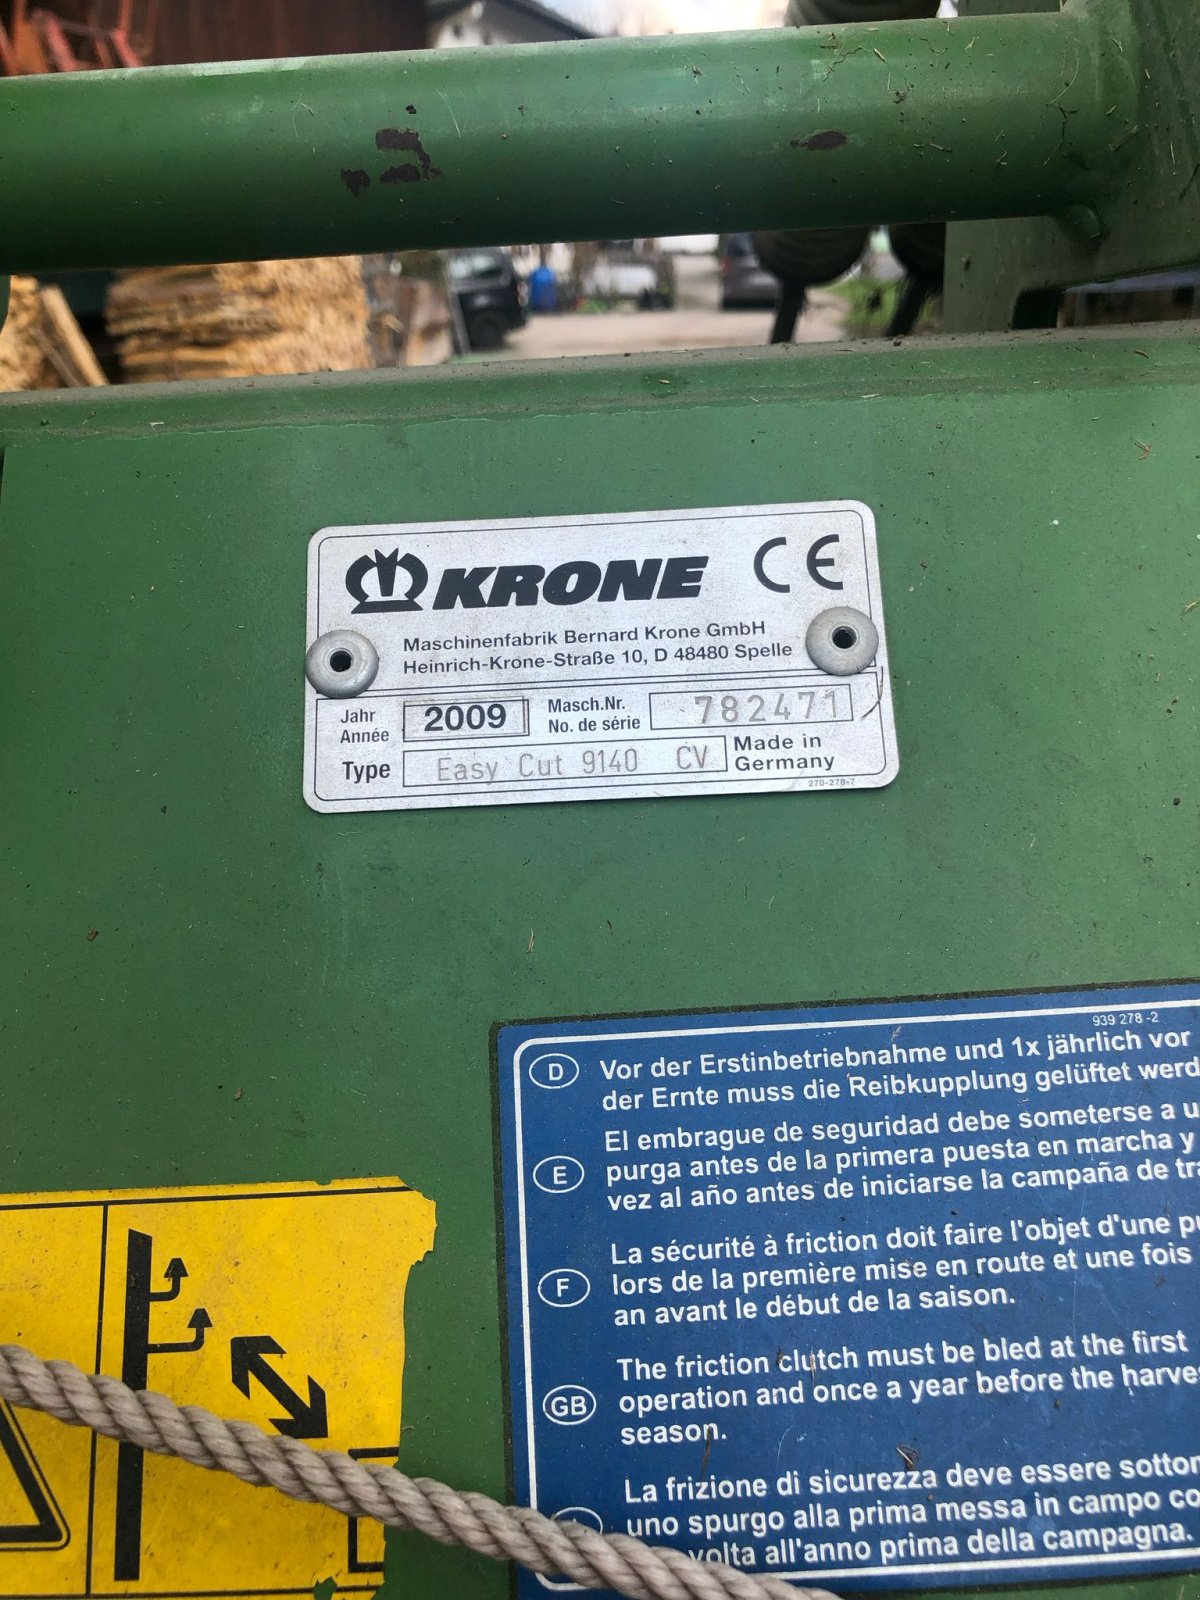 KRONE CE
Maschinenfabrik Bernard Krone GmbH
Heinrich-Krone-Straße 10, D 48480 Spelle
Jahr
Année
2009
Masch.Nr.
No. de série
782471
Type
Easy Cut 9140 CV
Made in
Germany
270-278-7
939 278 -2
D
Vor der Erstinbetriebnahme und 1x jährlich vor
der Ernte muss die Reibkupplung gelüftet werd
E
El embrague de seguridad debe someterse a u
purga antes de la primera puesta en marcha y
vez al año antes de iniciarse la campaña de tr
F
La sécurité à friction doit faire l'objet d'une pu
lors de la première mise en route et une fois
an avant le début de la saison.
GB
The friction clutch must be bled at the first
operation and once a year before the harve
season.
La frizione di sicurezza deve essere sottor
uno spurgo alla prima messa in campo co
volta all'anno prima della campagna.